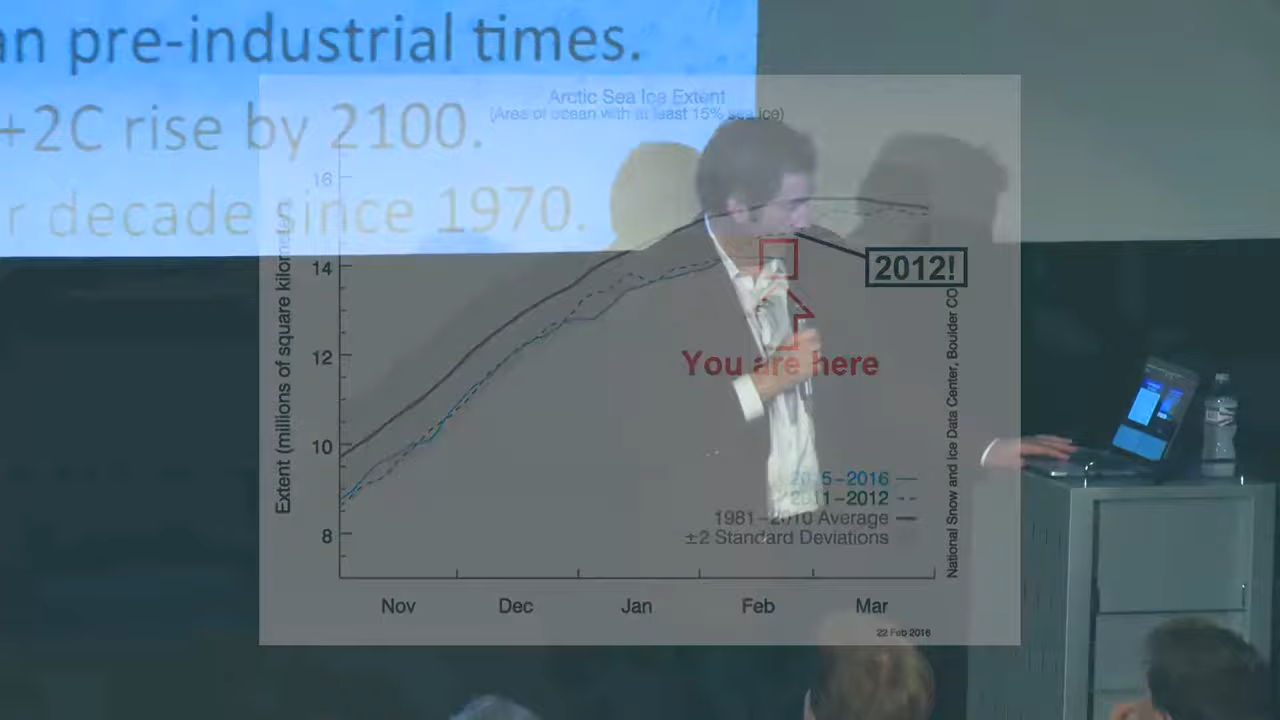 an pre-industrial times.
+2C rise by 2100.
r decade since 1970.
Arctic Sea Ice Extent
(Area of ocean with at least 15% sea ice)
16
14
12
10
8
Extent (millions of square
2012!
You are here
2015–2016
2011–2012
1981–2010 Average
±2 Standard Deviations
National Snow and Ice Data Center, Boulder CO
Nov Dec Jan Feb Mar
22 Feb 2016